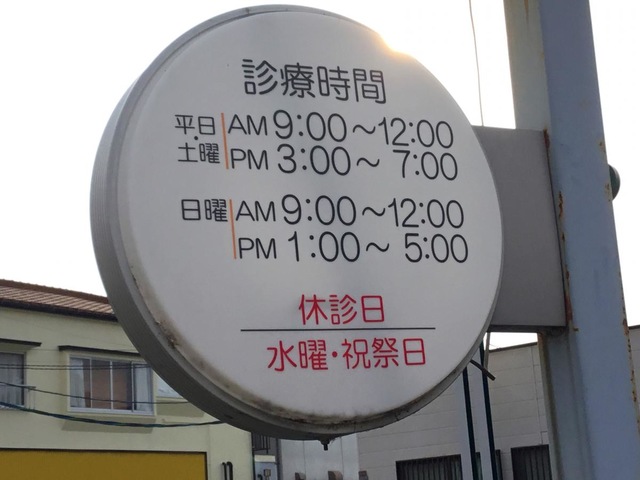 診療時間
平日 AM 9:00～12:00
土曜 PM 3:00～ 7:00
日曜 AM 9:00～12:00
PM 1:00～ 5:00
休診日
水曜・祝祭日